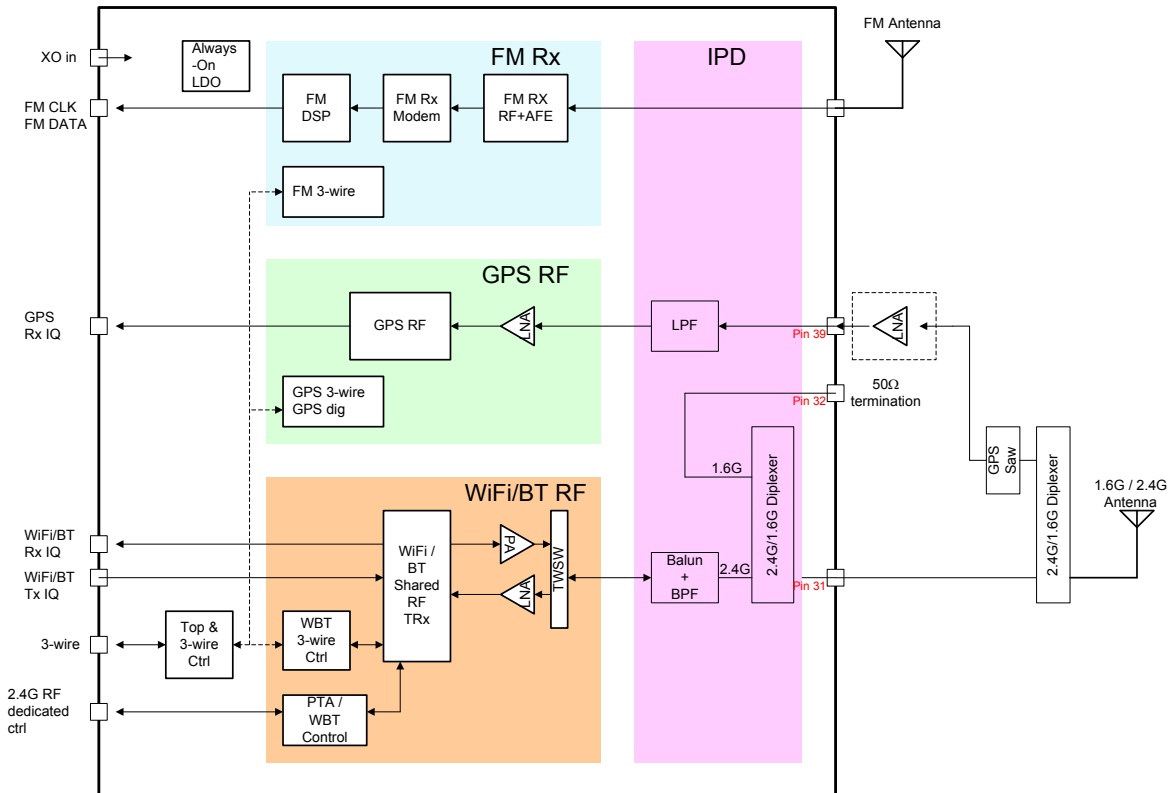 FM Antenna
XO in
Always
-On
LDO
FM Rx
IPD
FM CLK
FM DATA
FM
DSP
FM Rx
Modem
FM RX
RF+AFE
FM 3-wire
GPS RF
GPS
Rx IQ
GPS RF
LNA
LPF
Pin 39
LNA
50Ω
termination
Pin 32
GPS 3-wire
GPS dig
1.6G
2.4G/1.6G Diplexer
GPS
Saw
2.4G/1.6G Diplexer
1.6G / 2.4G
Antenna
WiFi/BT RF
WiFi/BT
Rx IQ
WiFi/BT
Tx IQ
WiFi /
BT
Shared
RF
TRx
PA
LNA
TWSW
Balun
+
BPF
2.4G
Pin 31
3-wire
Top &
3-wire
Ctrl
WBT
3-wire
Ctrl
2.4G RF
dedicated
ctrl
PTA /
WBT
Control